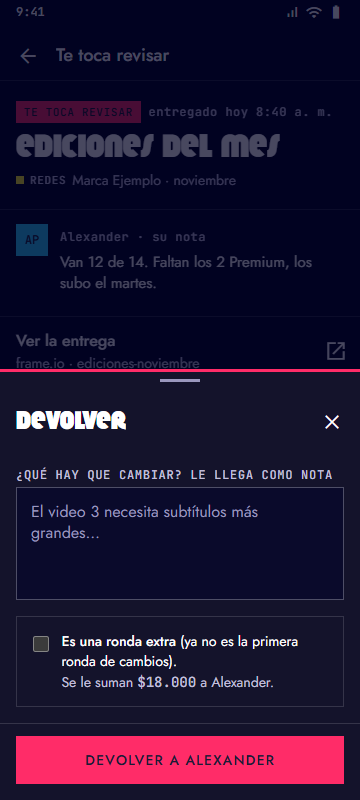 9:41
Te toca revisar
TE TOCA REVISAR entregado hoy 8:40 a. m.
eDICIONeS DeL MeS
REDES Marca Ejemplo · noviembre
AP
Alexander · su nota
Van 12 de 14. Faltan los 2 Premium, los
subo el martes.
Ver la entrega
frame.io · ediciones-noviembre
DeVOLVeR
¿QUÉ HAY QUE CAMBIAR? LE LLEGA COMO NOTA
El video 3 necesita subtítulos más
grandes...
Es una ronda extra (ya no es la primera
ronda de cambios).
Se le suman $18.000 a Alexander.
DEVOLVER A ALEXANDER